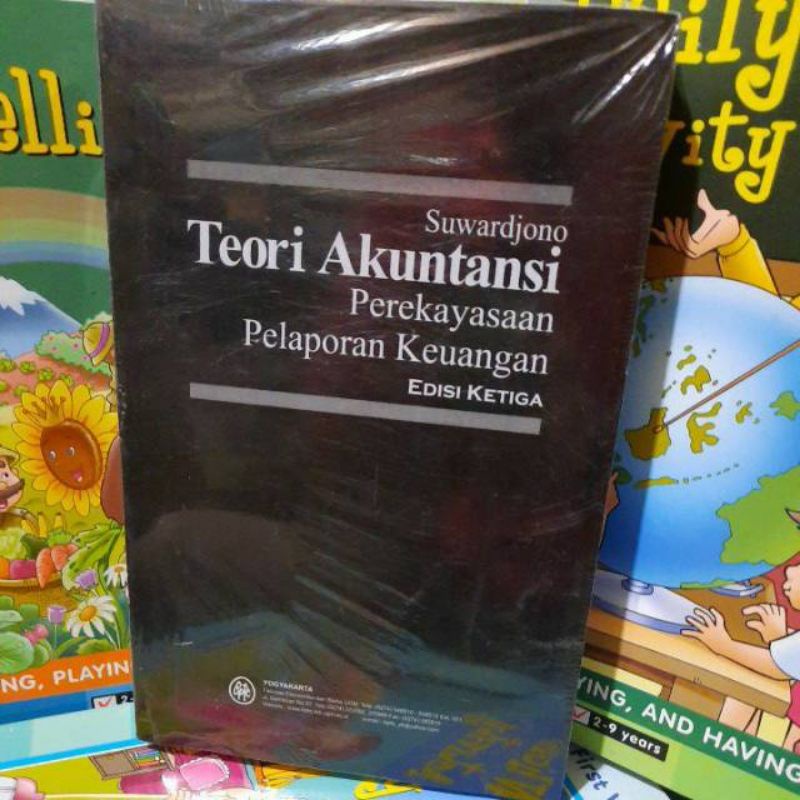 Suwardjono
Teori Akuntansi
Perekayasaan
Pelaporan Keuangan
EDISI KETIGA
YOGYAKARTA
elli
ily
vity
NG, PLAYIN
YING, AND HAVING
2-9 years
First